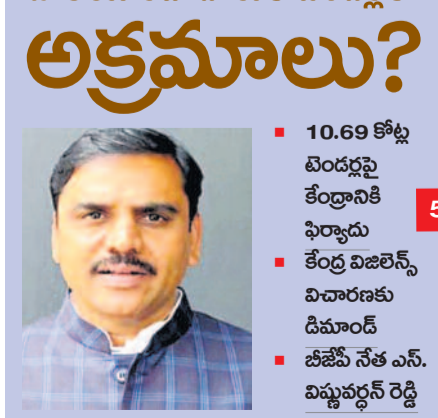 అక్రమాలు?
10.69 కోట్ల
టెండర్లపై
కేంద్రానికి
ఫిర్యాదు
5
కేంద్ర విజిలెన్స్
విచారణకు
డిమాండ్
బీజేపీ నేత ఎస్.
విష్ణువర్ధన్ రెడ్డి